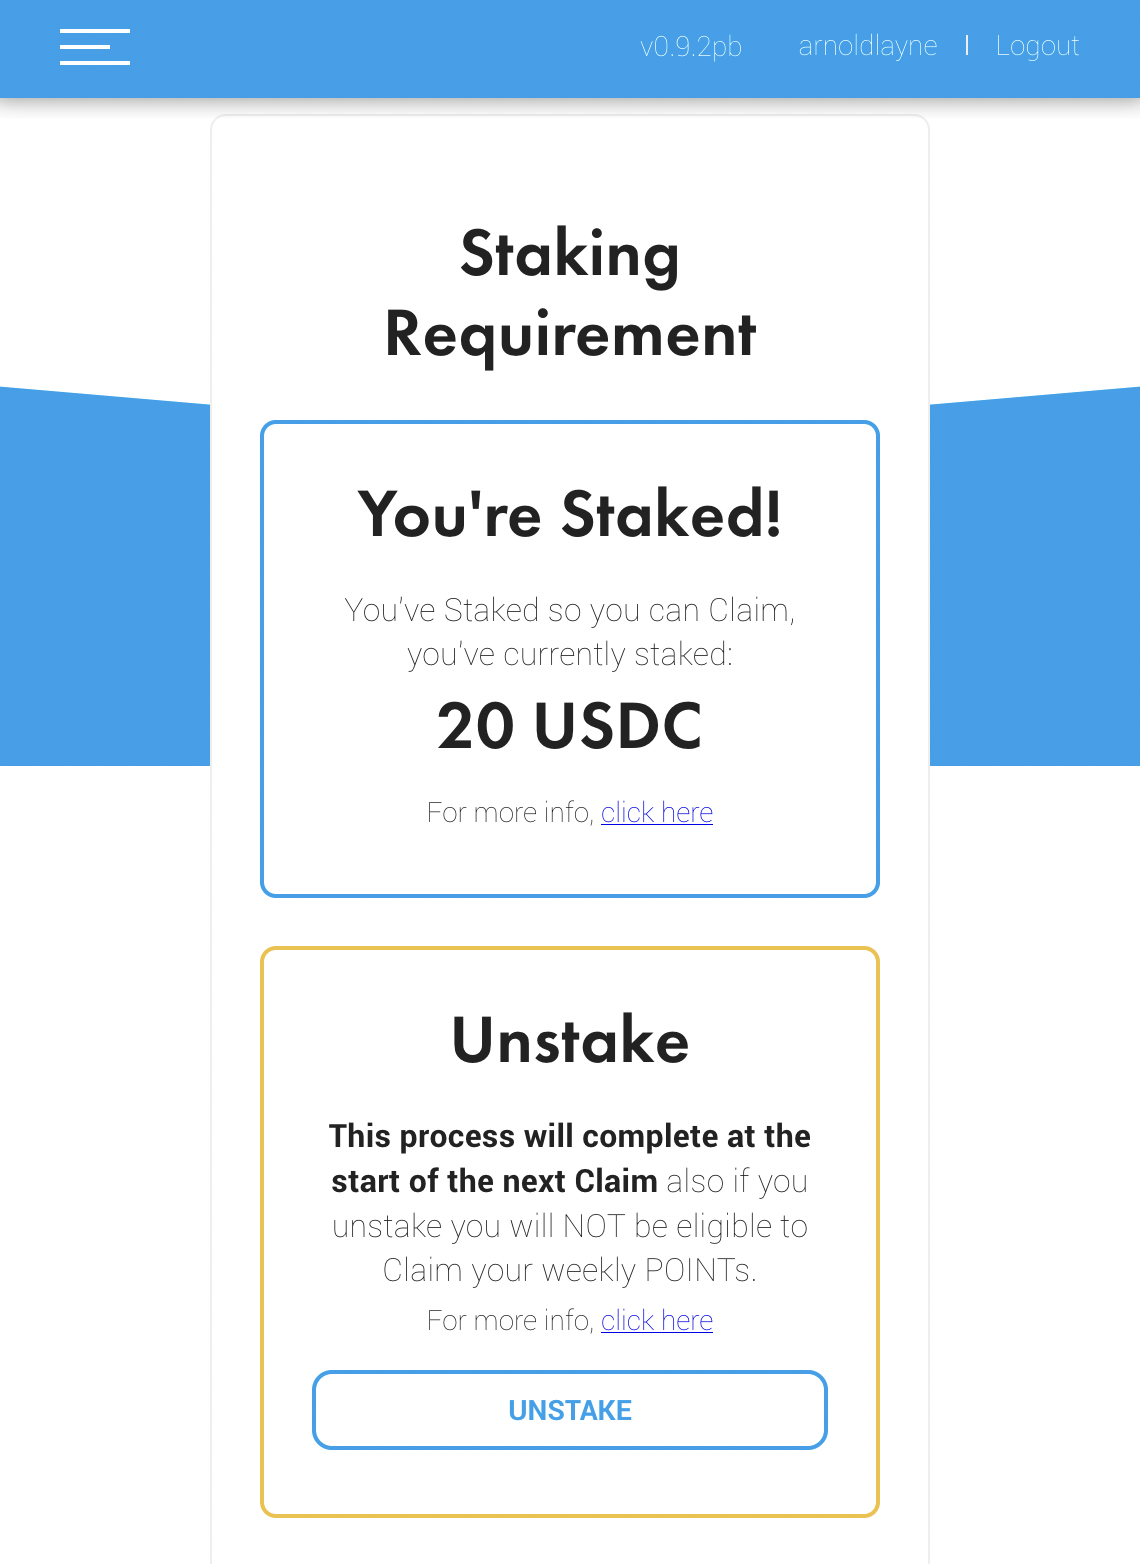 v0.9.2pb arnoldlayne | Logout
Staking
Requirement
You're Staked!
You've Staked so you can Claim,
you've currently staked:
20 USDC
For more info, click here
Unstake
This process will complete at the
start of the next Claim also if you
unstake you will NOT be eligible to
Claim your weekly POINTs.
For more info, click here
UNSTAKE